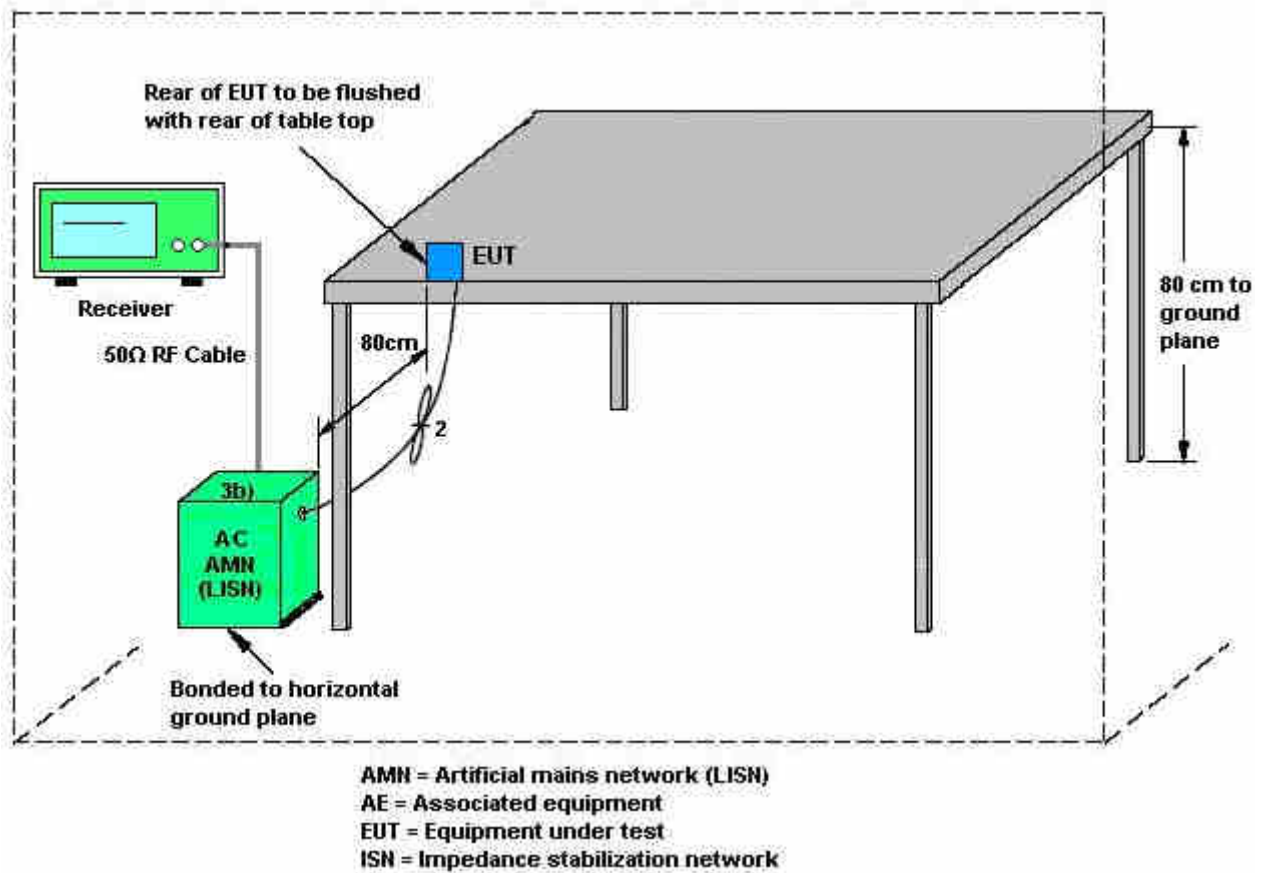 Rear of EUT to be flushed
with rear of table top
EUT
Receiver
50Ω RF Cable
80cm
80 cm to
ground
plane
2
3b)
AC
AMN
(LISN)
Bonded to horizontal
ground plane
AMN = Artificial mains network (LISN)
AE = Associated equipment
EUT = Equipment under test
ISN = Impedance stabilization network